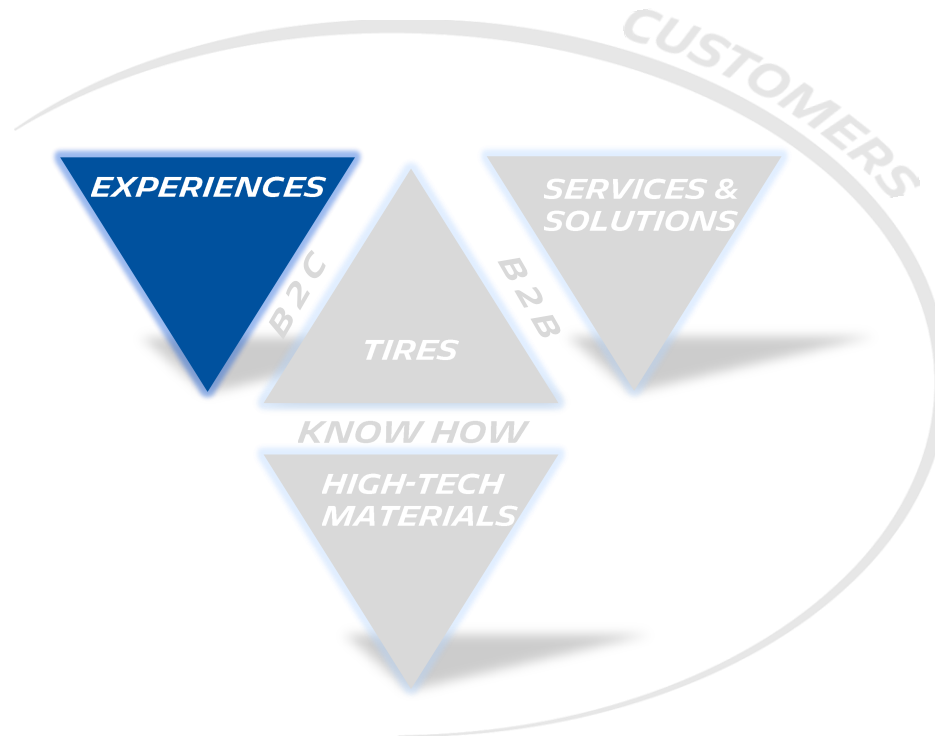 CUSTOMERS
EXPERIENCES
SERVICES &
SOLUTIONS
B2C
B2B
TIRES
KNOW HOW
HIGH-TECH
MATERIALS